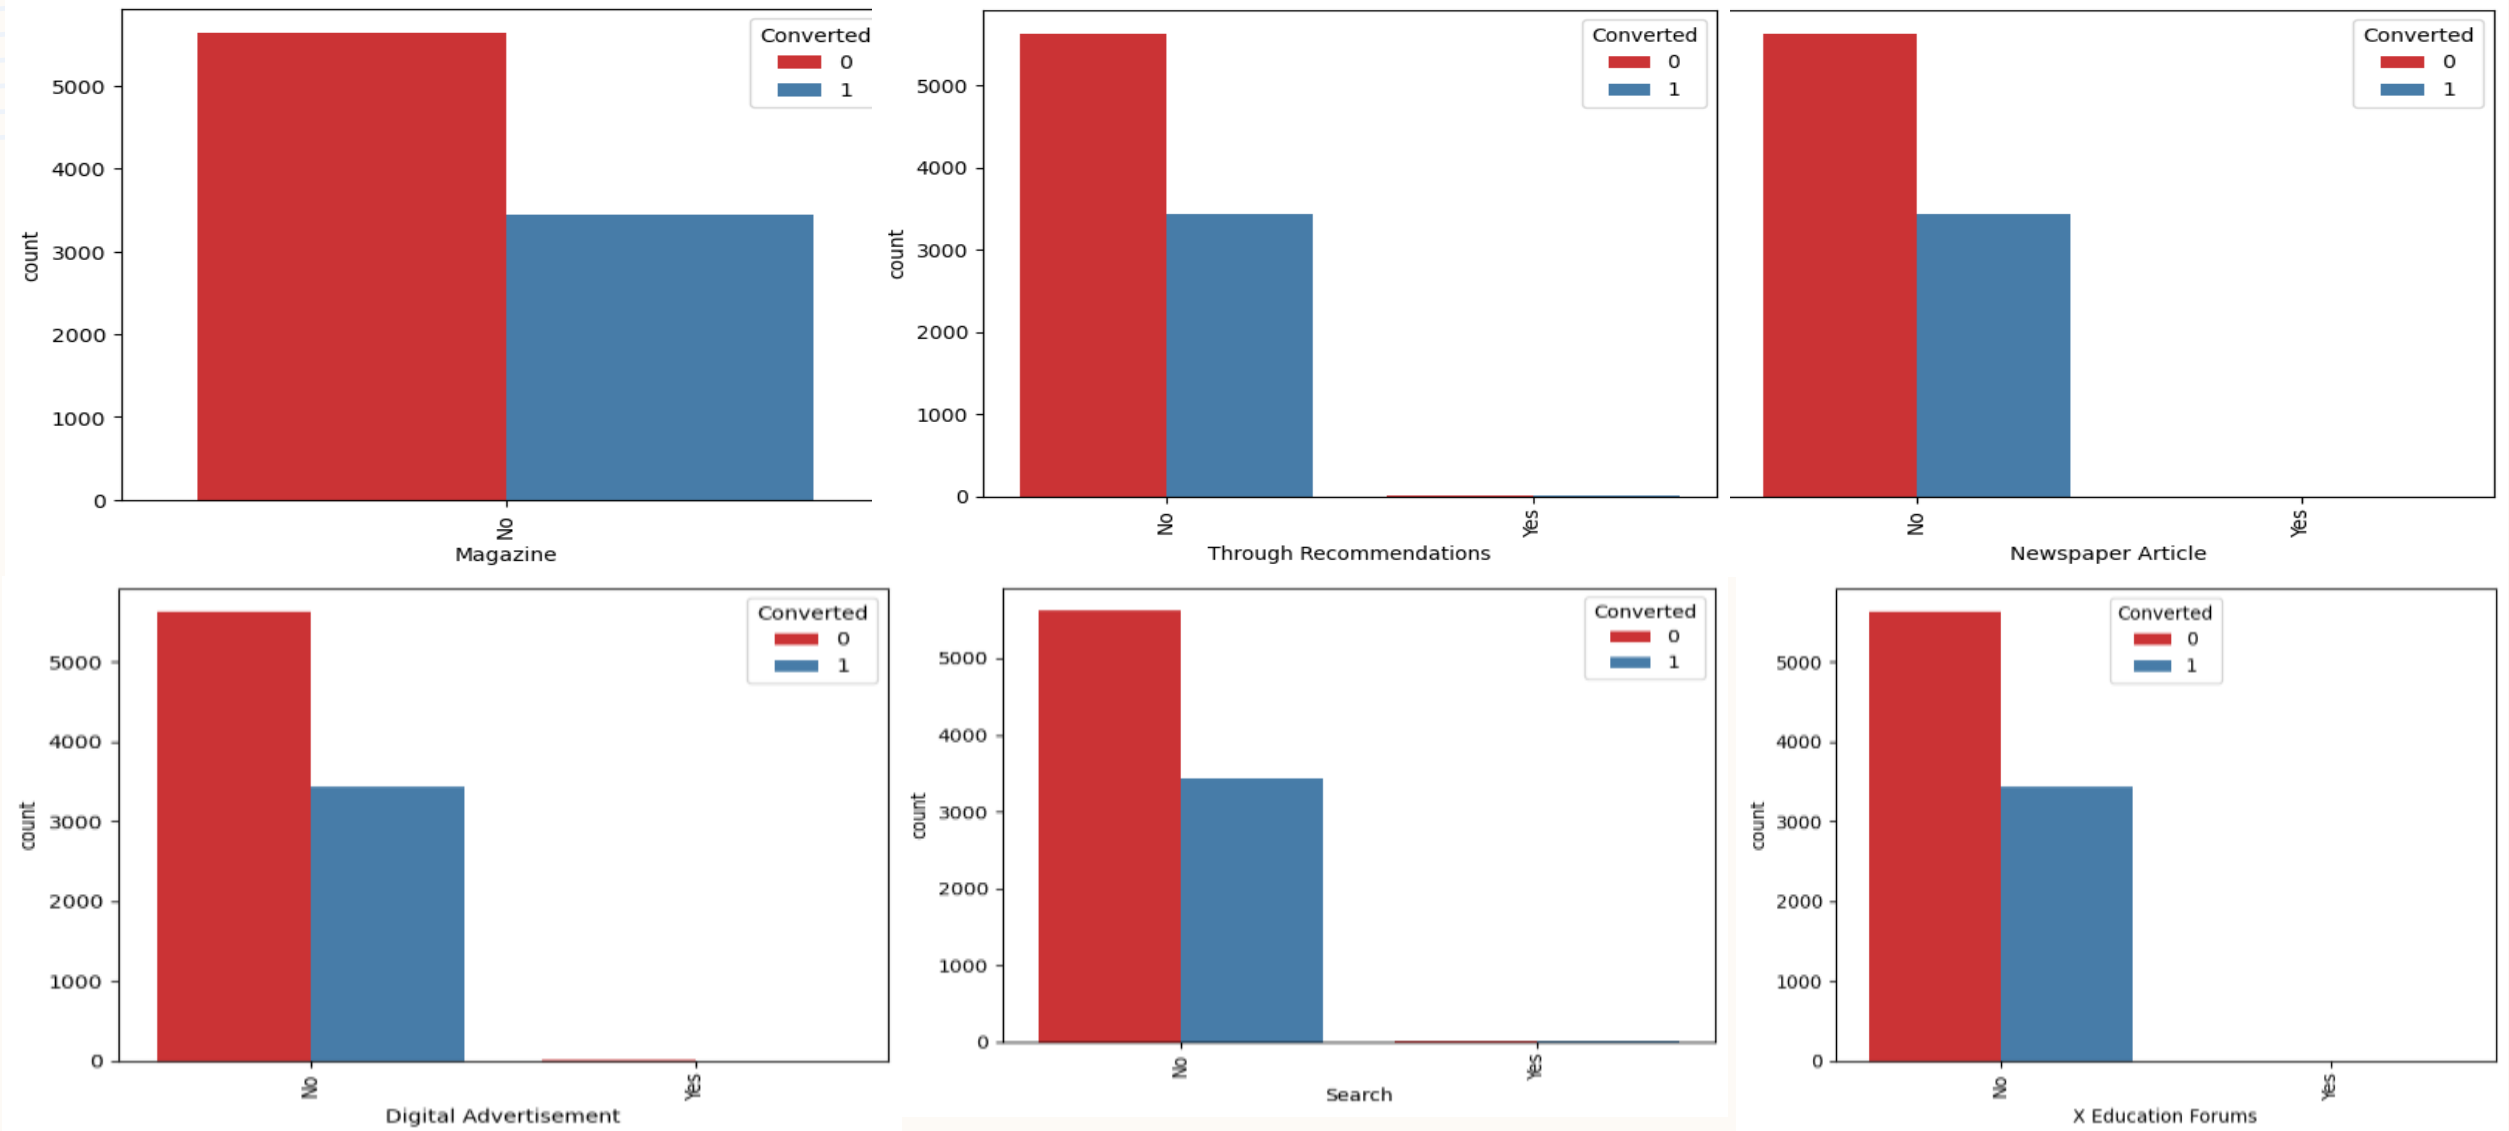 Converted
0
1
5000
4000
3000
2000
1000
0
count
No
Magazine
Converted
0
1
5000
4000
3000
2000
1000
0
count
No
Yes
Through Recommendations
Converted
0
1
No
Yes
Newspaper Article
Converted
0
1
5000
4000
3000
2000
1000
0
count
No
Yes
Digital Advertisement
Converted
0
1
5000
4000
3000
2000
1000
0
count
No
Yes
Search
Converted
0
1
5000
4000
3000
2000
1000
0
count
No
Yes
X Education Forums